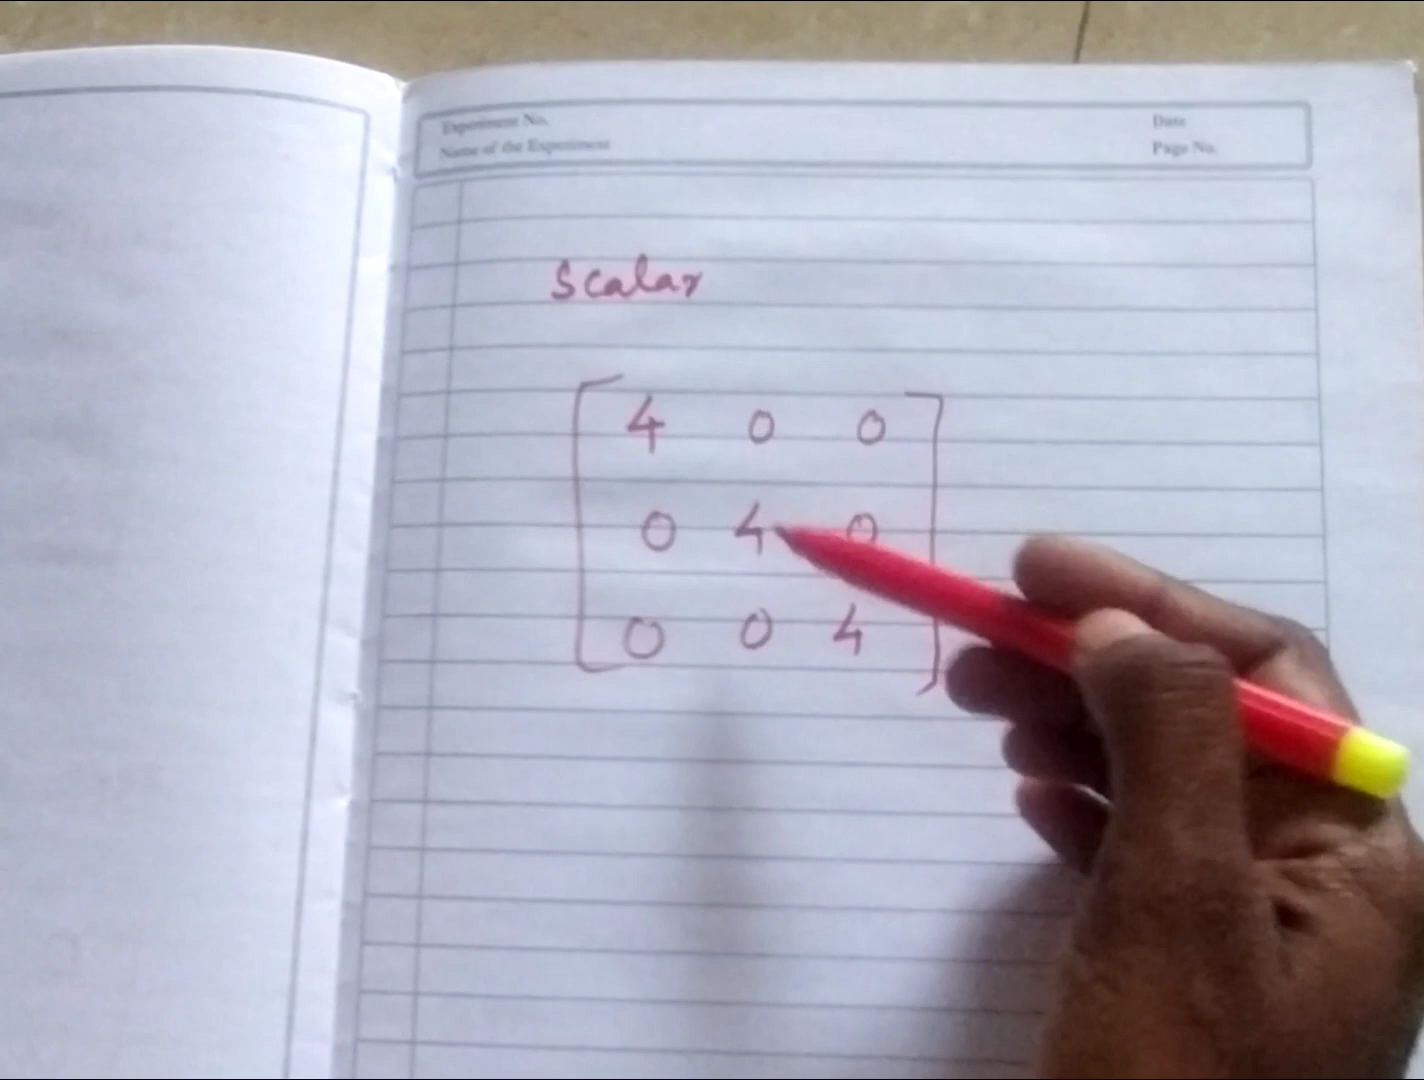 Experiment No.
Date
Name of the Experiment
Page No.
Scalar
4 0 0
0 4 0
0 0 4